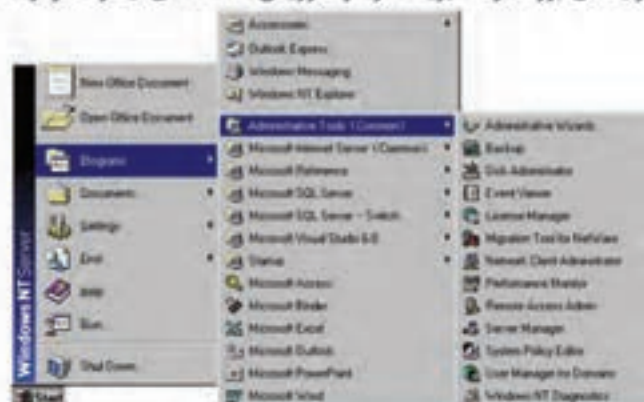 Accessories
Outlook Express
Windows Messaging
Windows NT Explorer
New Office Document
Open Office Document
Programs
Documents
Settings
Find
Help
Run...
Shut Down...
Windows NT Server
Start
Administrative Tools (Common)
Microsoft Internet Server (Common)
Microsoft Reference
Microsoft SQL Server
Microsoft SQL Server - Switch
Microsoft Visual Studio 6.0
Startup
Microsoft Access
Microsoft Binder
Microsoft Excel
Microsoft Outlook
Microsoft PowerPoint
Microsoft Word
Administrative Wizards
Backup
Disk Administrator
Event Viewer
License Manager
Migration Tool for NetWare
Network Client Administrator
Performance Monitor
Remote Access Admin
Server Manager
System Policy Editor
User Manager for Domains
Windows NT Diagnostics